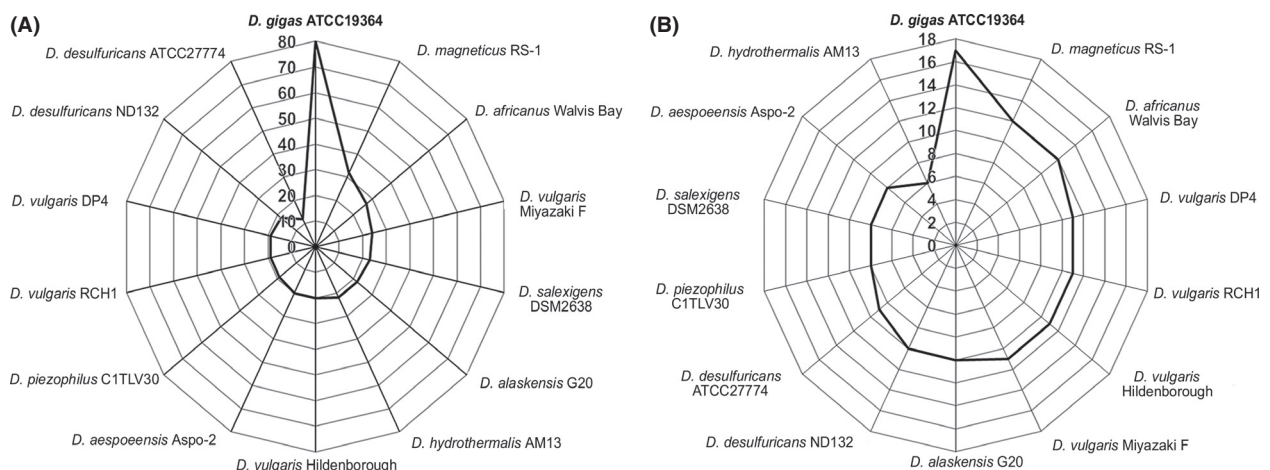 (A)
D. gigas ATCC19364
D. magneticus RS-1
D. africanus Walvis Bay
D. vulgaris
Miyazaki F
D. salexigens
DSM2638
D. alaskensis G20
D. hydrothermalis AM13
D. vulgaris Hildenborough
D. aespoeensis Aspo-2
D. piezophilus C1TLV30
D. vulgaris RCH1
D. vulgaris DP4
D. desulfuricans ND132
D. desulfuricans ATCC27774
80
70
60
50
40
30
20
10
0
(B)
D. gigas ATCC19364
D. magneticus RS-1
D. africanus
Walvis Bay
D. vulgaris DP4
D. vulgaris RCH1
D. vulgaris
Hildenborough
D. vulgaris Miyazaki F
D. alaskensis G20
D. desulfuricans ND132
D. desulfuricans
ATCC27774
D. piezophilus
C1TLV30
D. salexigens
DSM2638
D. aespoeensis Aspo-2
D. hydrothermalis AM13
18
16
14
12
10
8
6
4
2
0